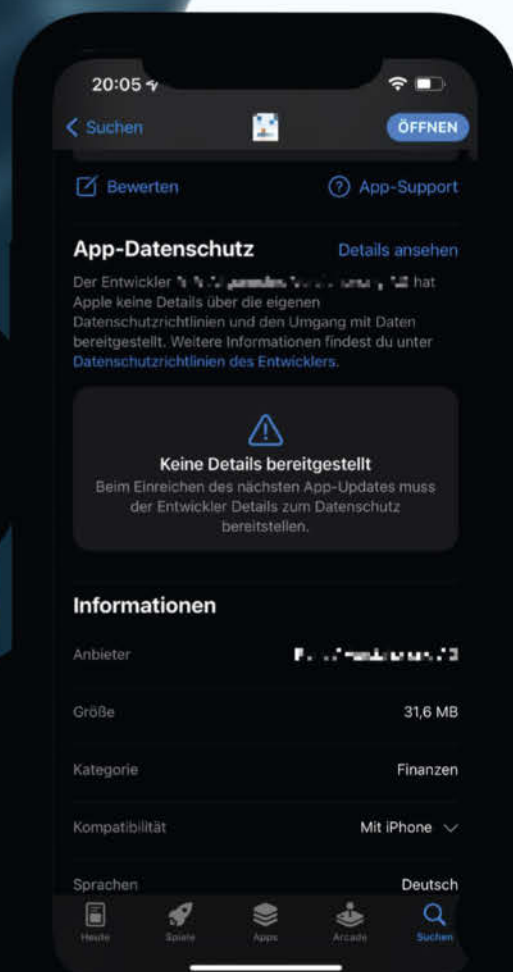 20:05
Suchen
ÖFFNEN
Bewerten
App-Support
App-Datenschutz
Details ansehen
Der Entwickler hat
Apple keine Details über die eigenen
Datenschutzrichtlinien und den Umgang mit Daten
bereitgestellt. Weitere Informationen findest du unter
Datenschutzrichtlinien des Entwicklers.
Keine Details bereitgestellt
Beim Einreichen des nächsten App-Updates muss
der Entwickler Details zum Datenschutz
bereitstellen.
Informationen
Anbieter
Größe
31,6 MB
Kategorie
Finanzen
Kompatibilität
Mit iPhone
Sprachen
Deutsch
Heute
Spiele
Apps
Arcade
Suchen